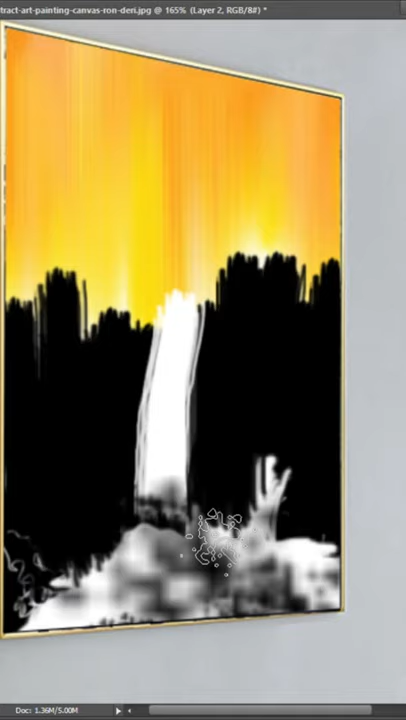 tract-art-painting-canvas-ron-deri.jpg @ 165% (Layer 2, RGB/8#) *
Doc: 1.36M/5.00M